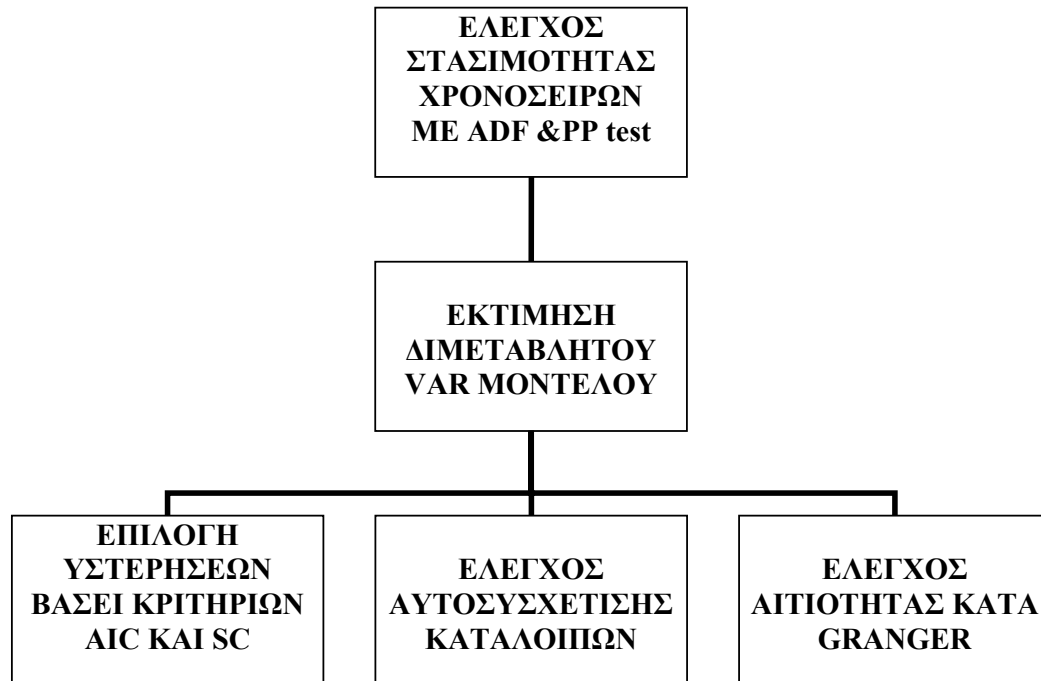 ΕΛΕΓΧΟΣ
ΣΤΑΣΙΜΟΤΗΤΑΣ
ΧΡΟΝΟΣΕΙΡΩΝ
ΜΕ ADF &PP test
ΕΚΤΙΜΗΣΗ
ΔΙΜΕΤΑΒΛΗΤΟΥ
VAR ΜΟΝΤΕΛΟΥ
ΕΠΙΛΟΓΗ
ΥΣΤΕΡΗΣΕΩΝ
ΒΑΣΕΙ ΚΡΙΤΗΡΙΩΝ
AIC ΚΑΙ SC
ΕΛΕΓΧΟΣ
ΑΥΤΟΣΥΣΧΕΤΙΣΗΣ
ΚΑΤΑΛΟΙΠΩΝ
ΕΛΕΓΧΟΣ
ΑΙΤΙΟΤΗΤΑΣ ΚΑΤΑ
GRANGER